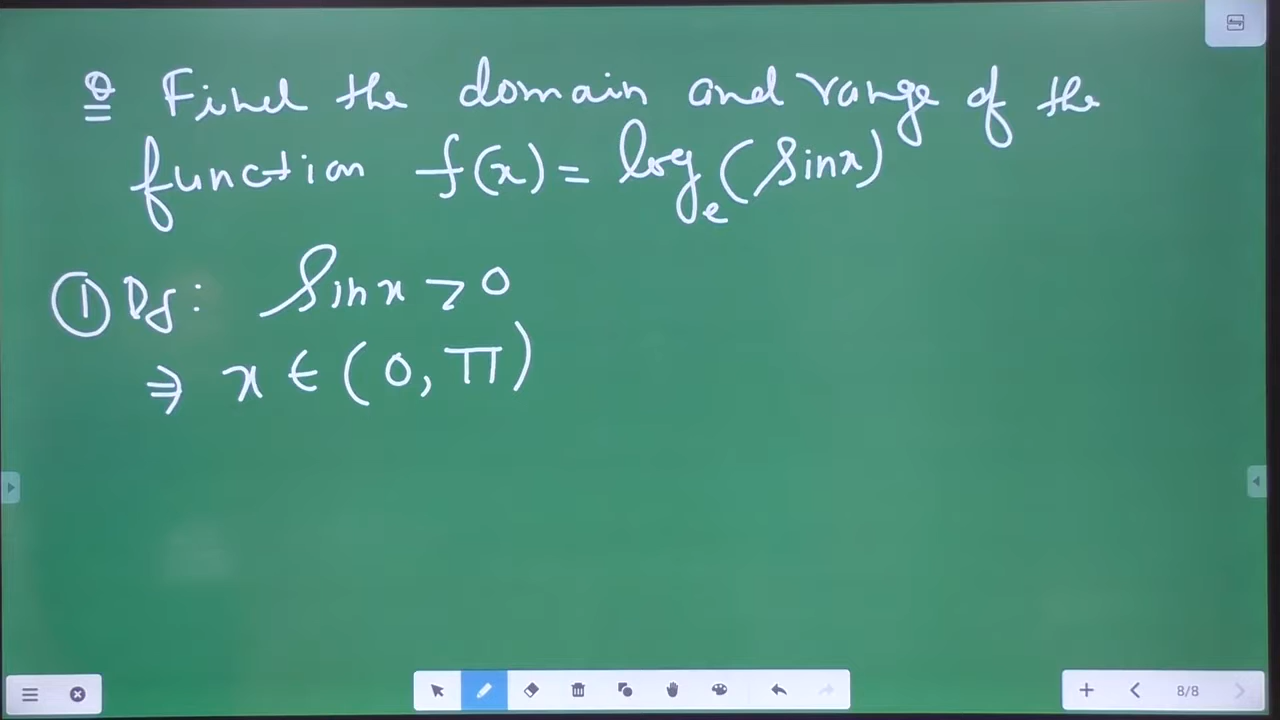 Q Find the domain and range of the
function f(x) = logₑ(sinx)
① Df: sinx > 0
⇒ x ∈ (0, π)
8/8